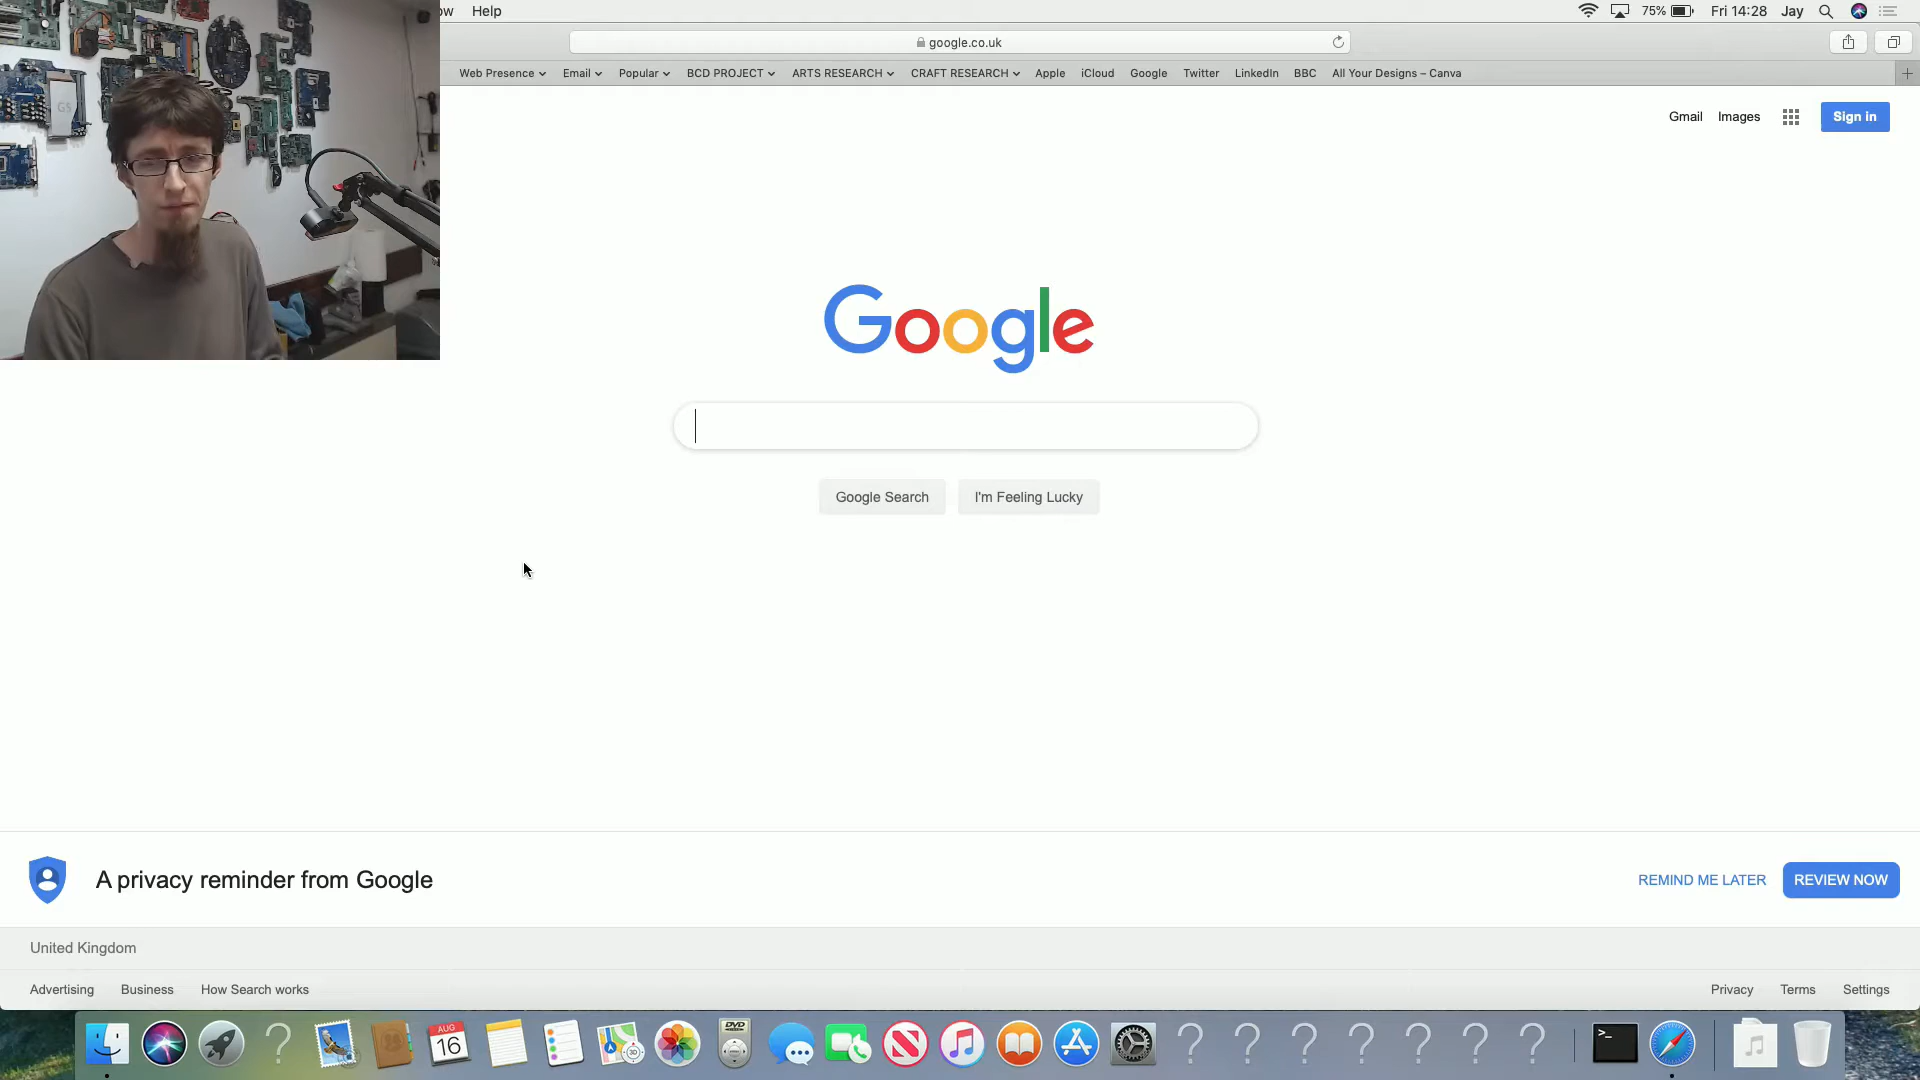 ow Help 75% Fri 14:28 Jay
google.co.uk
Web Presence Email Popular BCD PROJECT ARTS RESEARCH CRAFT RESEARCH Apple iCloud Google Twitter LinkedIn BBC All Your Designs – Canva
G5
Gmail Images Sign in
Google
Google Search I'm Feeling Lucky
A privacy reminder from Google REMIND ME LATER REVIEW NOW
United Kingdom
Advertising Business How Search works Privacy Terms Settings
AUG
16
3D
DVD